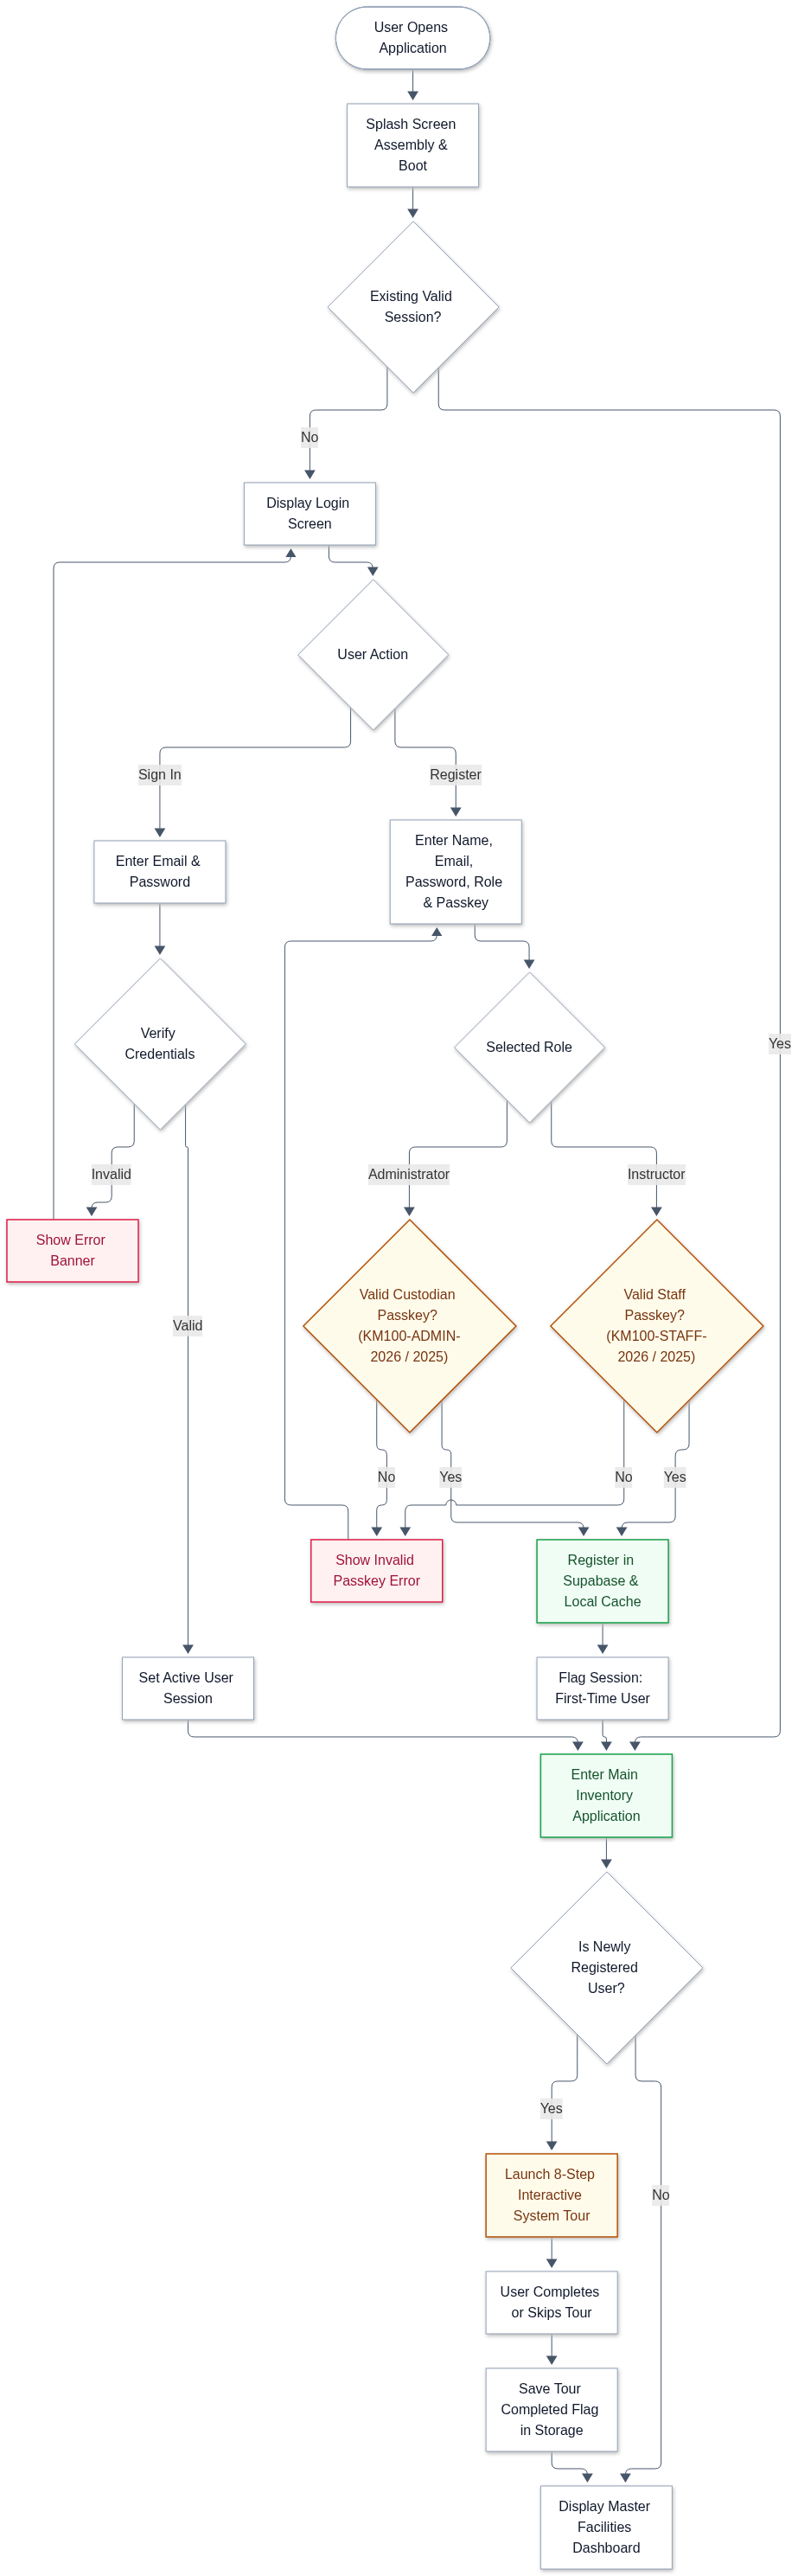 User Opens
Application
Splash Screen
Assembly &
Boot
Existing Valid
Session?
No
Display Login
Screen
User Action
Sign In
Register
Enter Email &
Password
Enter Name,
Email,
Password, Role
& Passkey
Verify
Credentials
Selected Role
Yes
Invalid
Administrator
Instructor
Show Error
Banner
Valid
Valid Custodian
Passkey?
(KM100-ADMIN-
2026 / 2025)
Valid Staff
Passkey?
(KM100-STAFF-
2026 / 2025)
No
Yes
No
Yes
Show Invalid
Passkey Error
Register in
Supabase &
Local Cache
Set Active User
Session
Flag Session:
First-Time User
Enter Main
Inventory
Application
Is Newly
Registered
User?
Yes
No
Launch 8-Step
Interactive
System Tour
User Completes
or Skips Tour
Save Tour
Completed Flag
in Storage
Display Master
Facilities
Dashboard